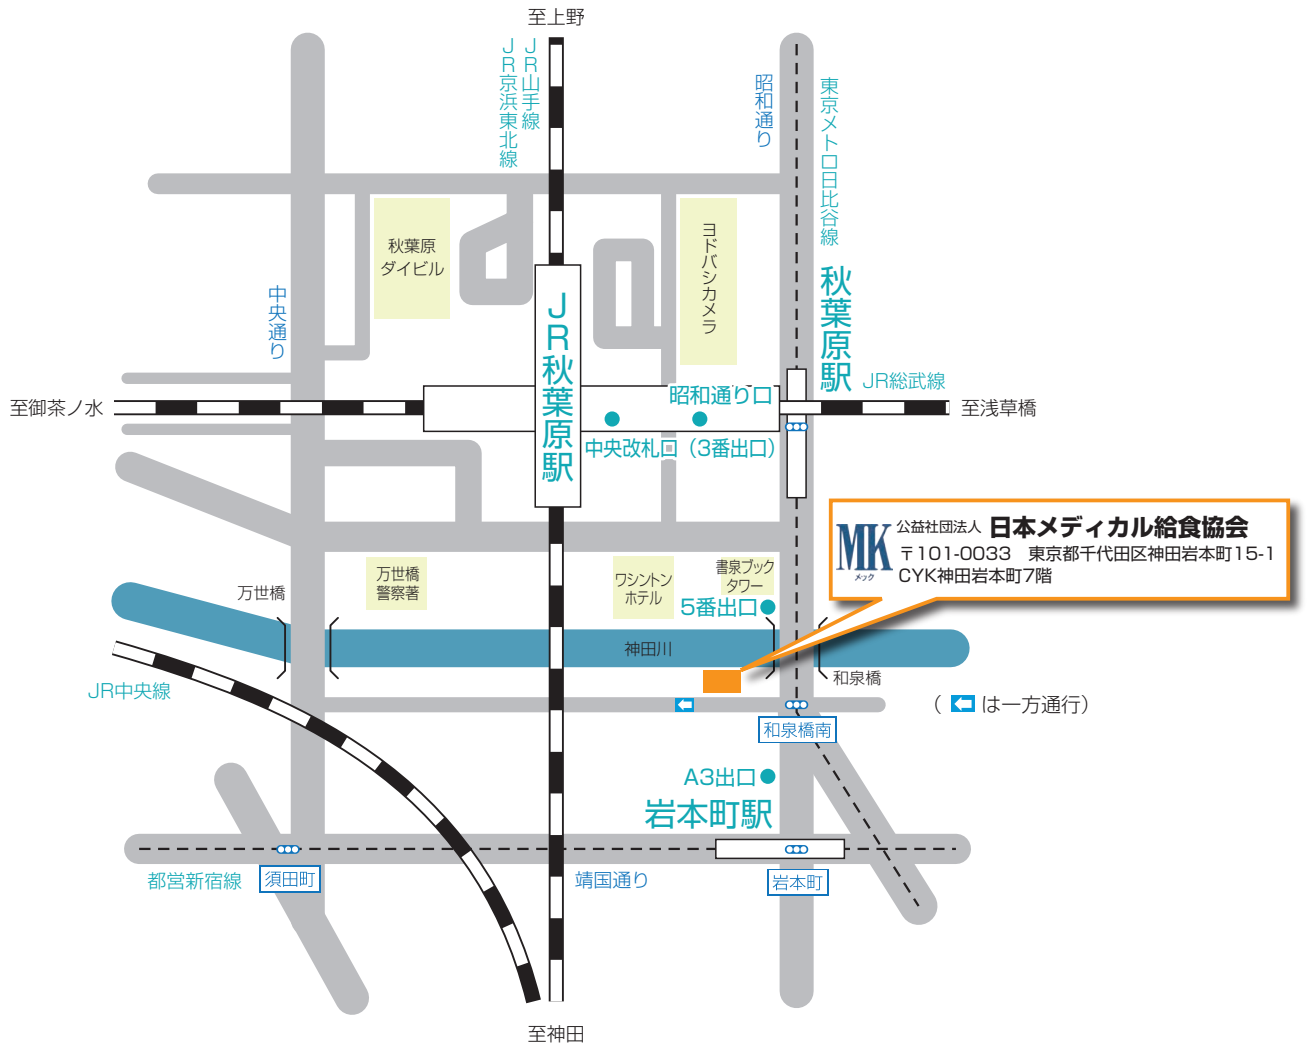 至上野
JR山手線
JR京浜東北線
昭和通り
東京メトロ日比谷線
秋葉原
ダイビル
ヨドバシカメラ
中央通り
JR秋葉原駅
秋葉原駅
JR総武線
昭和通り口
至御茶ノ水
至浅草橋
中央改札口（3番出口）
MK
メック
公益社団法人 日本メディカル給食協会
〒101-0033　東京都千代田区神田岩本町15-1
CYK神田岩本町7階
万世橋
万世橋
警察署
ワシントン
ホテル
書泉ブック
タワー
5番出口
神田川
和泉橋
JR中央線
（ は一方通行）
和泉橋南
A3出口
岩本町駅
都営新宿線
須田町
靖国通り
岩本町
至神田